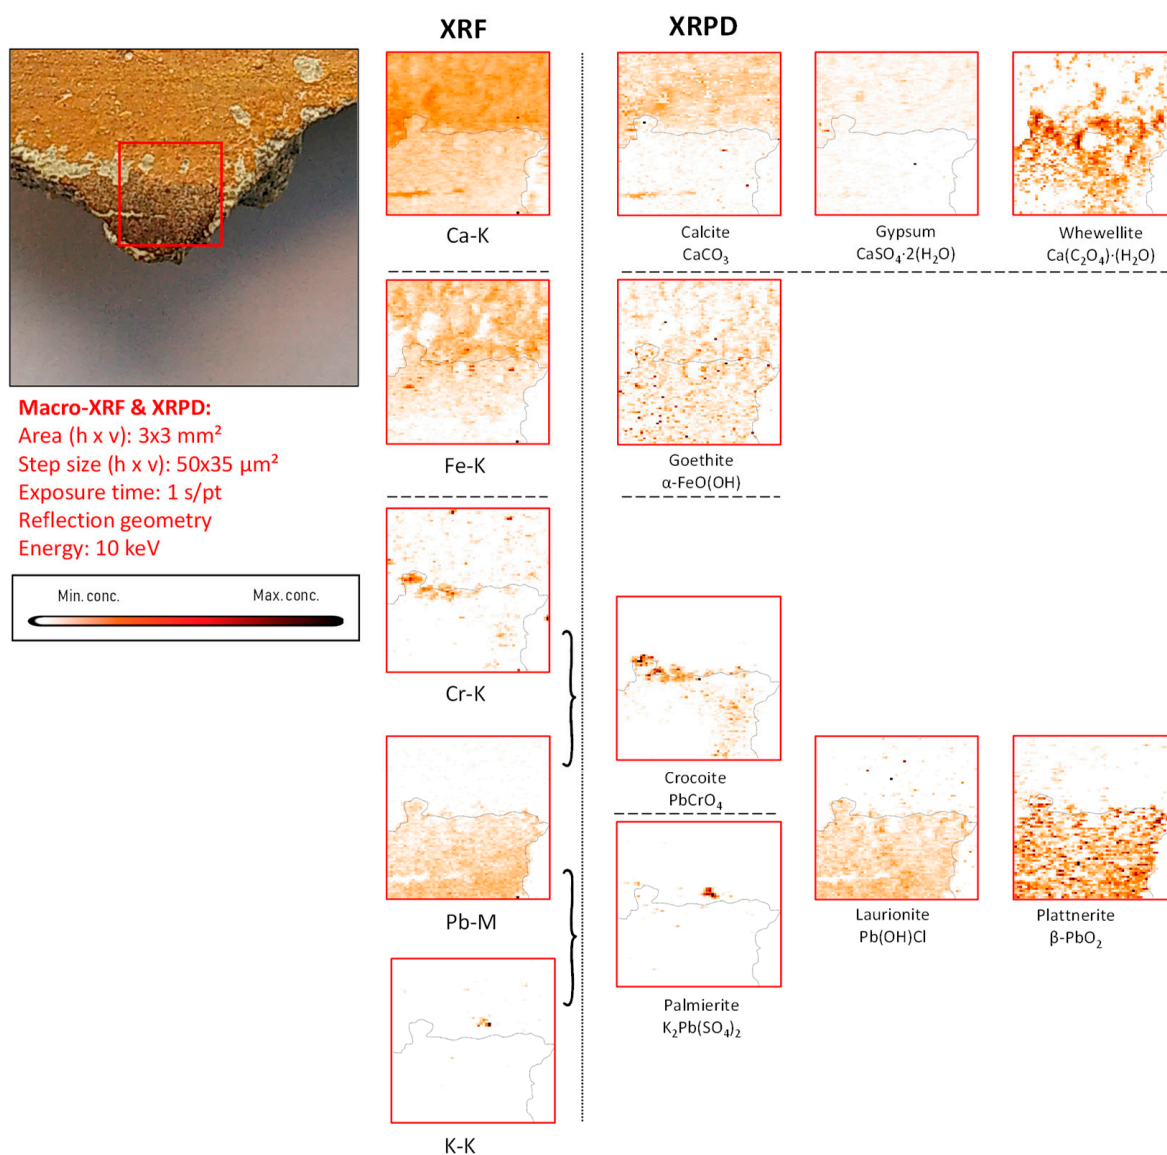 XRF
XRPD
Ca-K
Calcite
CaCO₃
Gypsum
CaSO₄·2(H₂O)
Whewellite
Ca(C₂O₄)·(H₂O)
Macro-XRF & XRPD:
Area (h x v): 3x3 mm²
Step size (h x v): 50x35 µm²
Exposure time: 1 s/pt
Reflection geometry
Energy: 10 keV
Min. conc.
Max. conc.
Fe-K
Goethite
α-FeO(OH)
Cr-K
Crocoite
PbCrO₄
Pb-M
Laurionite
Pb(OH)Cl
Plattnerite
β-PbO₂
Palmierite
K₂Pb(SO₄)₂
K-K